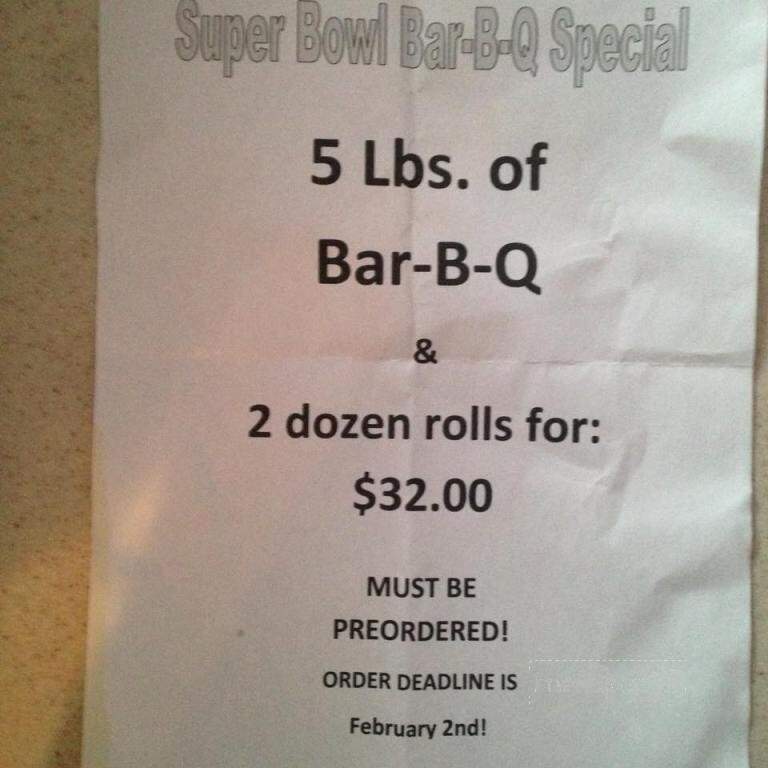 Super Bowl Bar-B-Q Special
5 Lbs. of
Bar-B-Q
&
2 dozen rolls for:
$32.00
MUST BE
PREORDERED!
ORDER DEADLINE IS
February 2nd!